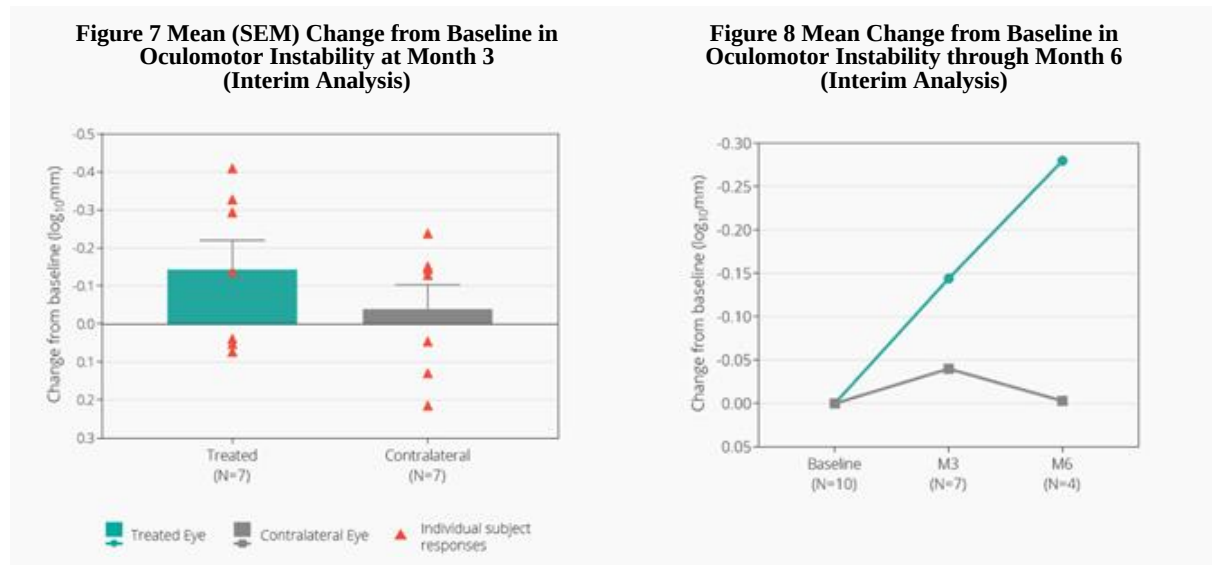 Figure 7 Mean (SEM) Change from Baseline in
Oculomotor Instability at Month 3
(Interim Analysis)
Change from baseline (log10mm)
-0.5
-0.4
-0.3
-0.2
-0.1
0.0
0.1
0.2
0.3
Treated
(N=7)
Contralateral
(N=7)
Treated Eye
Contralateral Eye
Individual subject
responses
Figure 8 Mean Change from Baseline in
Oculomotor Instability through Month 6
(Interim Analysis)
Change from baseline (log10mm)
-0.30
-0.25
-0.20
-0.15
-0.10
-0.05
0.00
0.05
Baseline
(N=10)
M3
(N=7)
M6
(N=4)